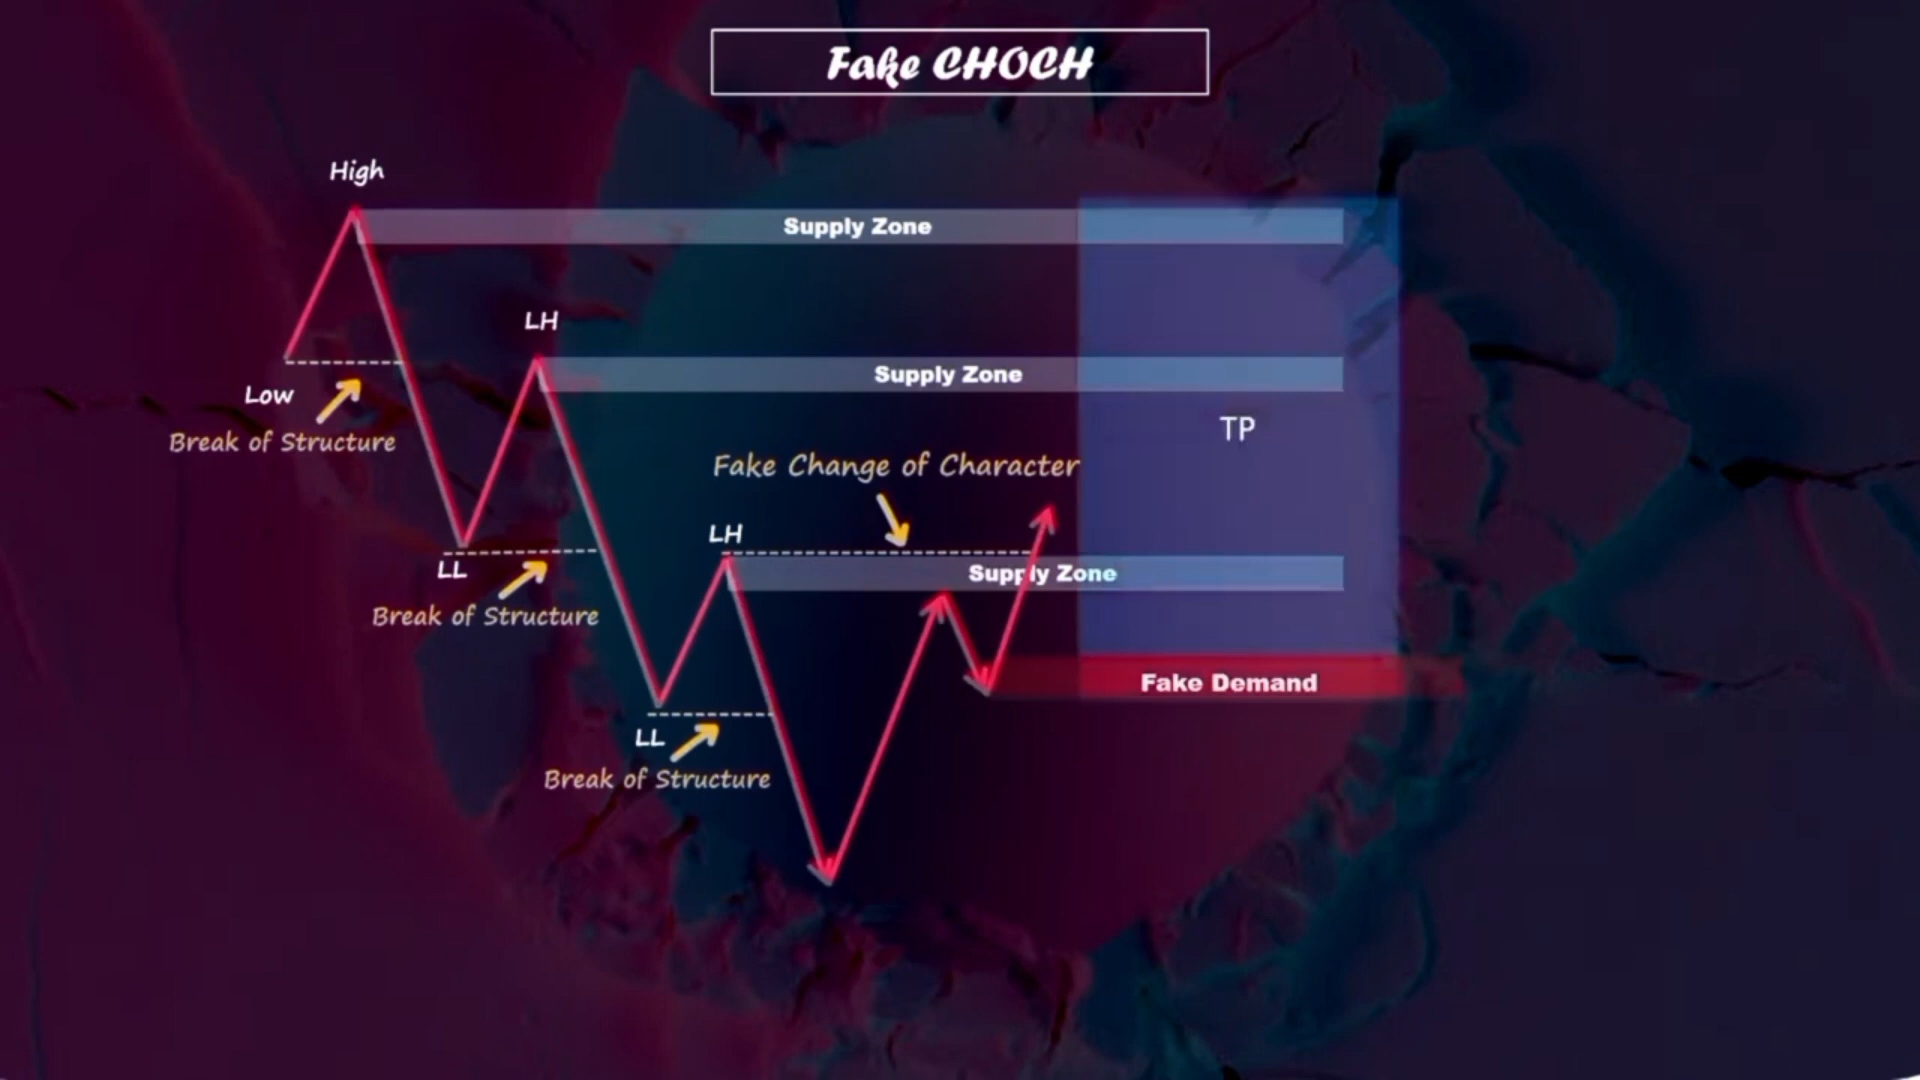 Fake CHOCH
High
Supply Zone
LH
Supply Zone
Low
Break of Structure
TP
Fake Change of Character
LH
LL
Supply Zone
Break of Structure
Fake Demand
LL
Break of Structure